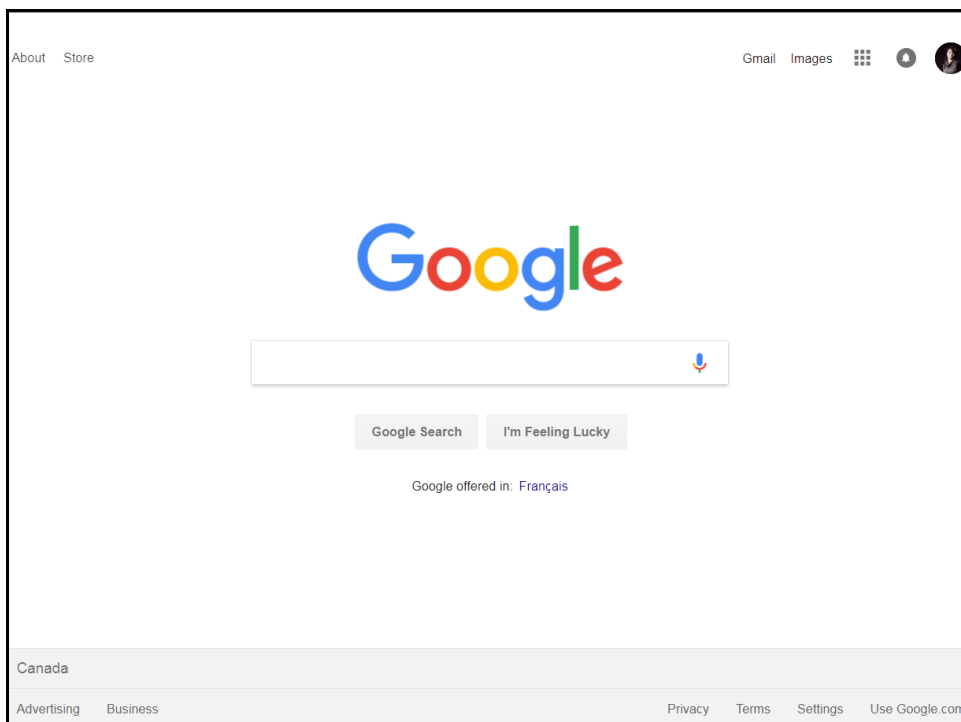 About Store Gmail Images
Google
Google Search I'm Feeling Lucky
Google offered in: Français
Canada
Advertising Business Privacy Terms Settings Use Google.com